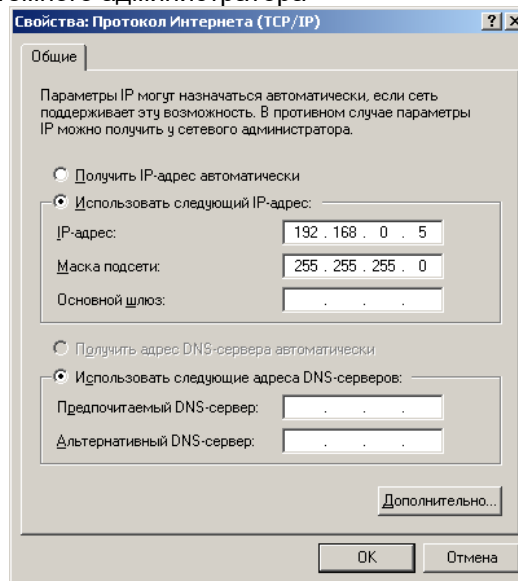 администратора
Свойства: Протокол Интернета (TCP/IP)
Общие
Параметры IP могут назначаться автоматически, если сеть
поддерживает эту возможность. В противном случае параметры
IP можно получить у сетевого администратора.
Получить IP-адрес автоматически
Использовать следующий IP-адрес:
IP-адрес: 192 . 168 . 0 . 5
Маска подсети: 255 . 255 . 255 . 0
Основной шлюз: . . .
Получить адрес DNS-сервера автоматически
Использовать следующие адреса DNS-серверов:
Предпочитаемый DNS-сервер: . . .
Альтернативный DNS-сервер: . . .
Дополнительно...
OK Отмена